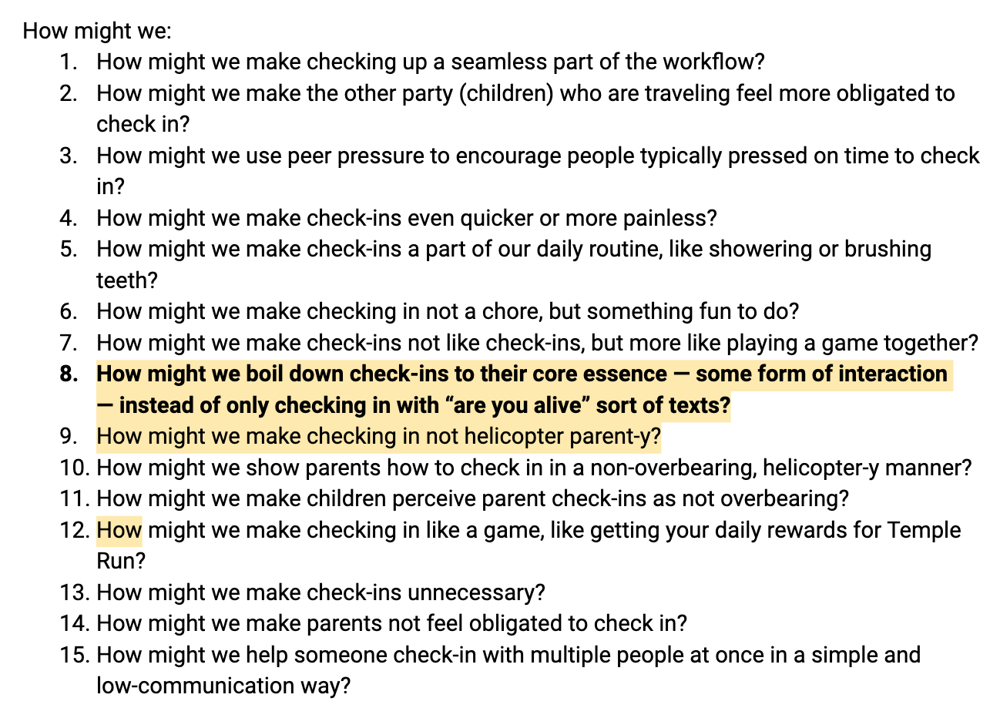 How might we:
1. How might we make checking up a seamless part of the workflow?
2. How might we make the other party (children) who are traveling feel more obligated to
check in?
3. How might we use peer pressure to encourage people typically pressed on time to check
in?
4. How might we make check-ins even quicker or more painless?
5. How might we make check-ins a part of our daily routine, like showering or brushing
teeth?
6. How might we make checking in not a chore, but something fun to do?
7. How might we make check-ins not like check-ins, but more like playing a game together?
8. How might we boil down check-ins to their core essence — some form of interaction
— instead of only checking in with “are you alive” sort of texts?
9. How might we make checking in not helicopter parent-y?
10. How might we show parents how to check in in a non-overbearing, helicopter-y manner?
11. How might we make children perceive parent check-ins as not overbearing?
12. How might we make checking in like a game, like getting your daily rewards for Temple
Run?
13. How might we make check-ins unnecessary?
14. How might we make parents not feel obligated to check in?
15. How might we help someone check-in with multiple people at once in a simple and
low-communication way?